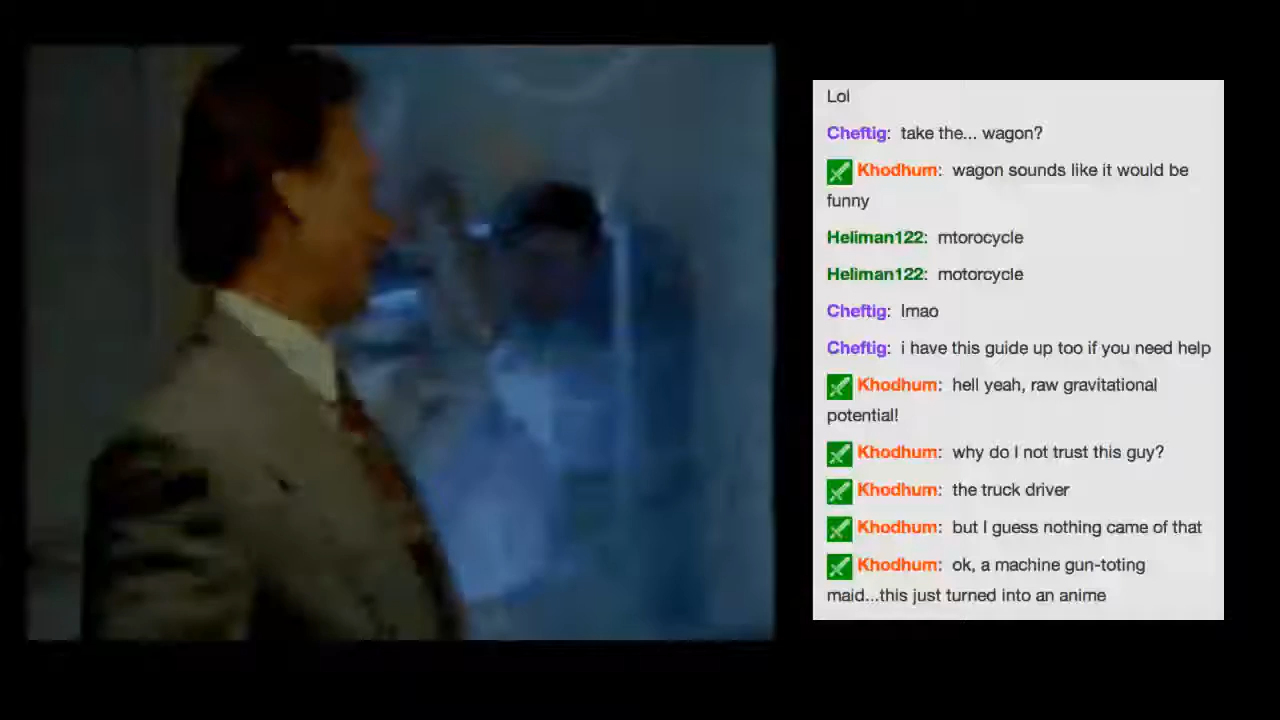 Lol
Cheftig: take the... wagon?
Khodhum: wagon sounds like it would be
funny
Heliman122: mtorocycle
Heliman122: motorcycle
Cheftig: lmao
Cheftig: i have this guide up too if you need help
Khodhum: hell yeah, raw gravitational
potential!
Khodhum: why do I not trust this guy?
Khodhum: the truck driver
Khodhum: but I guess nothing came of that
Khodhum: ok, a machine gun-toting
maid...this just turned into an anime